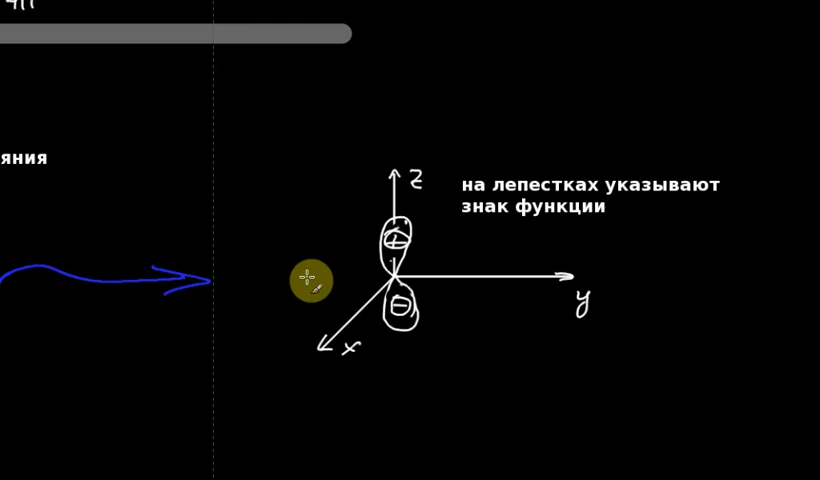 яния
z
на лепестках указывают
знак функции
+
−
y
x